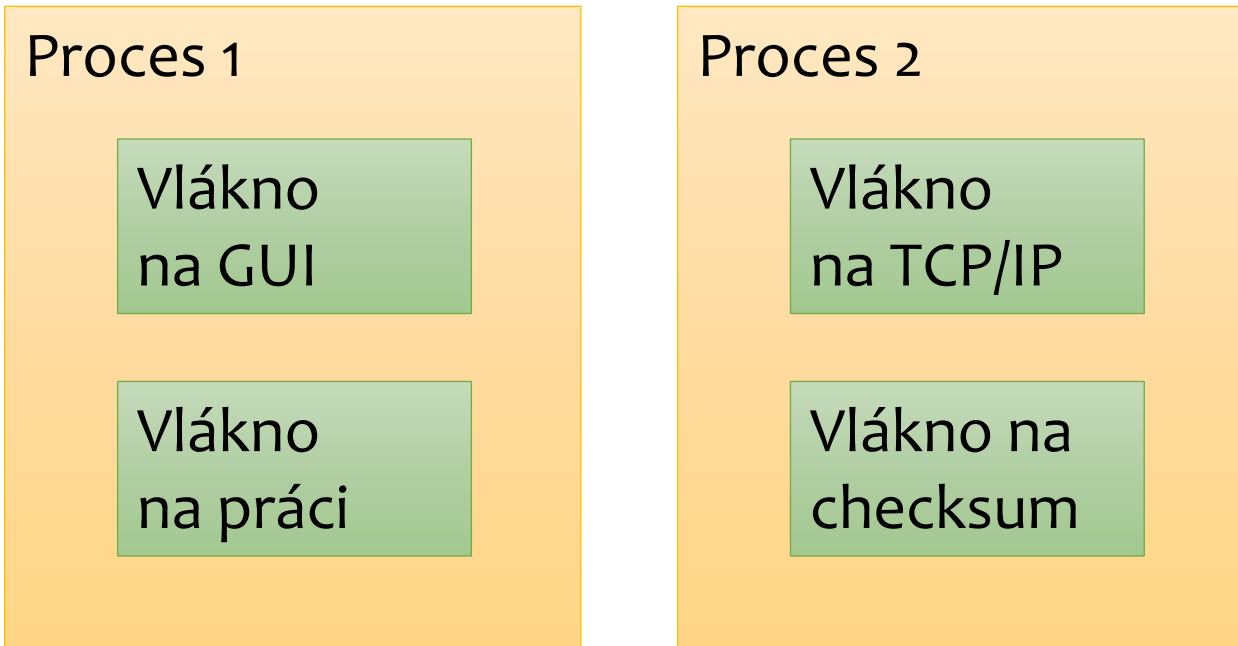 Proces 1
Vlákno
na GUI
Vlákno
na práci
Proces 2
Vlákno
na TCP/IP
Vlákno na
checksum